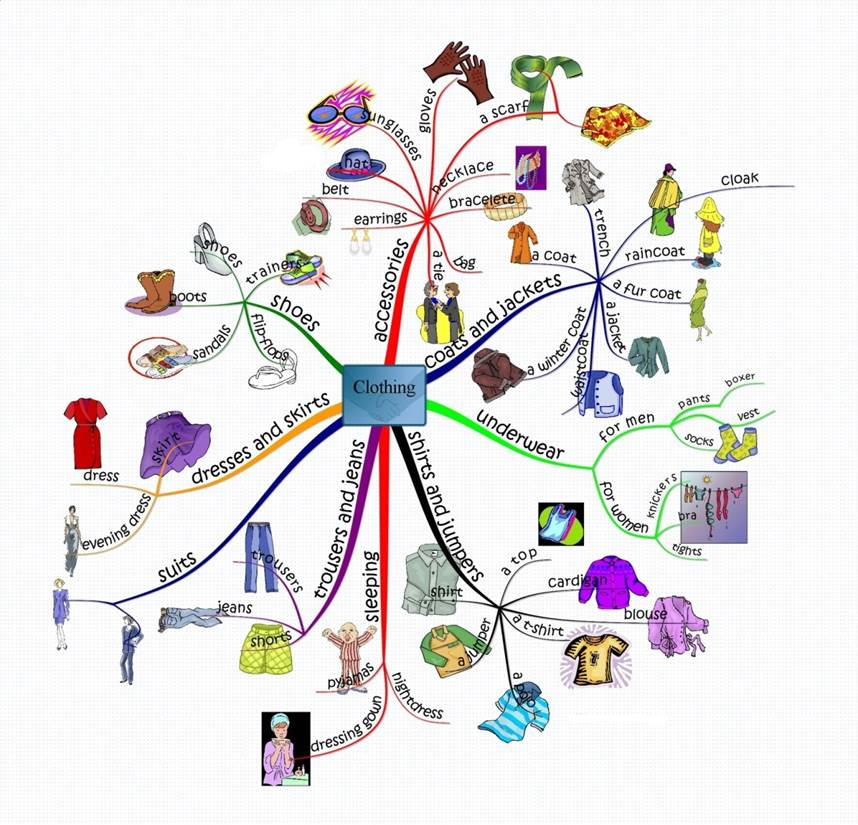 Clothing
accessories
sunglasses
hat
belt
earrings
gloves
a scarf
necklace
bracelete
bag
a tie
coats and jackets
a coat
trench
cloak
raincoat
a fur coat
a jacket
waistcoat
a winter coat
underwear
for men
pants
boxer
vest
socks
for women
knickers
bra
tights
shirts and jumpers
a top
cardigan
blouse
a t-shirt
a polo
a jumper
shirt
sleeping
pyjamas
nightdress
dressing gown
trousers and jeans
trousers
jeans
shorts
suits
dresses and skirts
skirt
dress
evening dress
shoes
shoes
trainers
boots
sandals
flip-flops